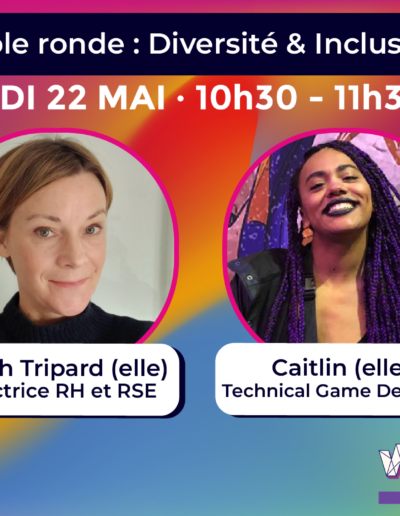 ble ronde : Diversité & Inclus
DI 22 MAI · 10h30 - 11h3
h Tripard (elle)
ctrice RH et RSE
Caitlin (elle
Technical Game De